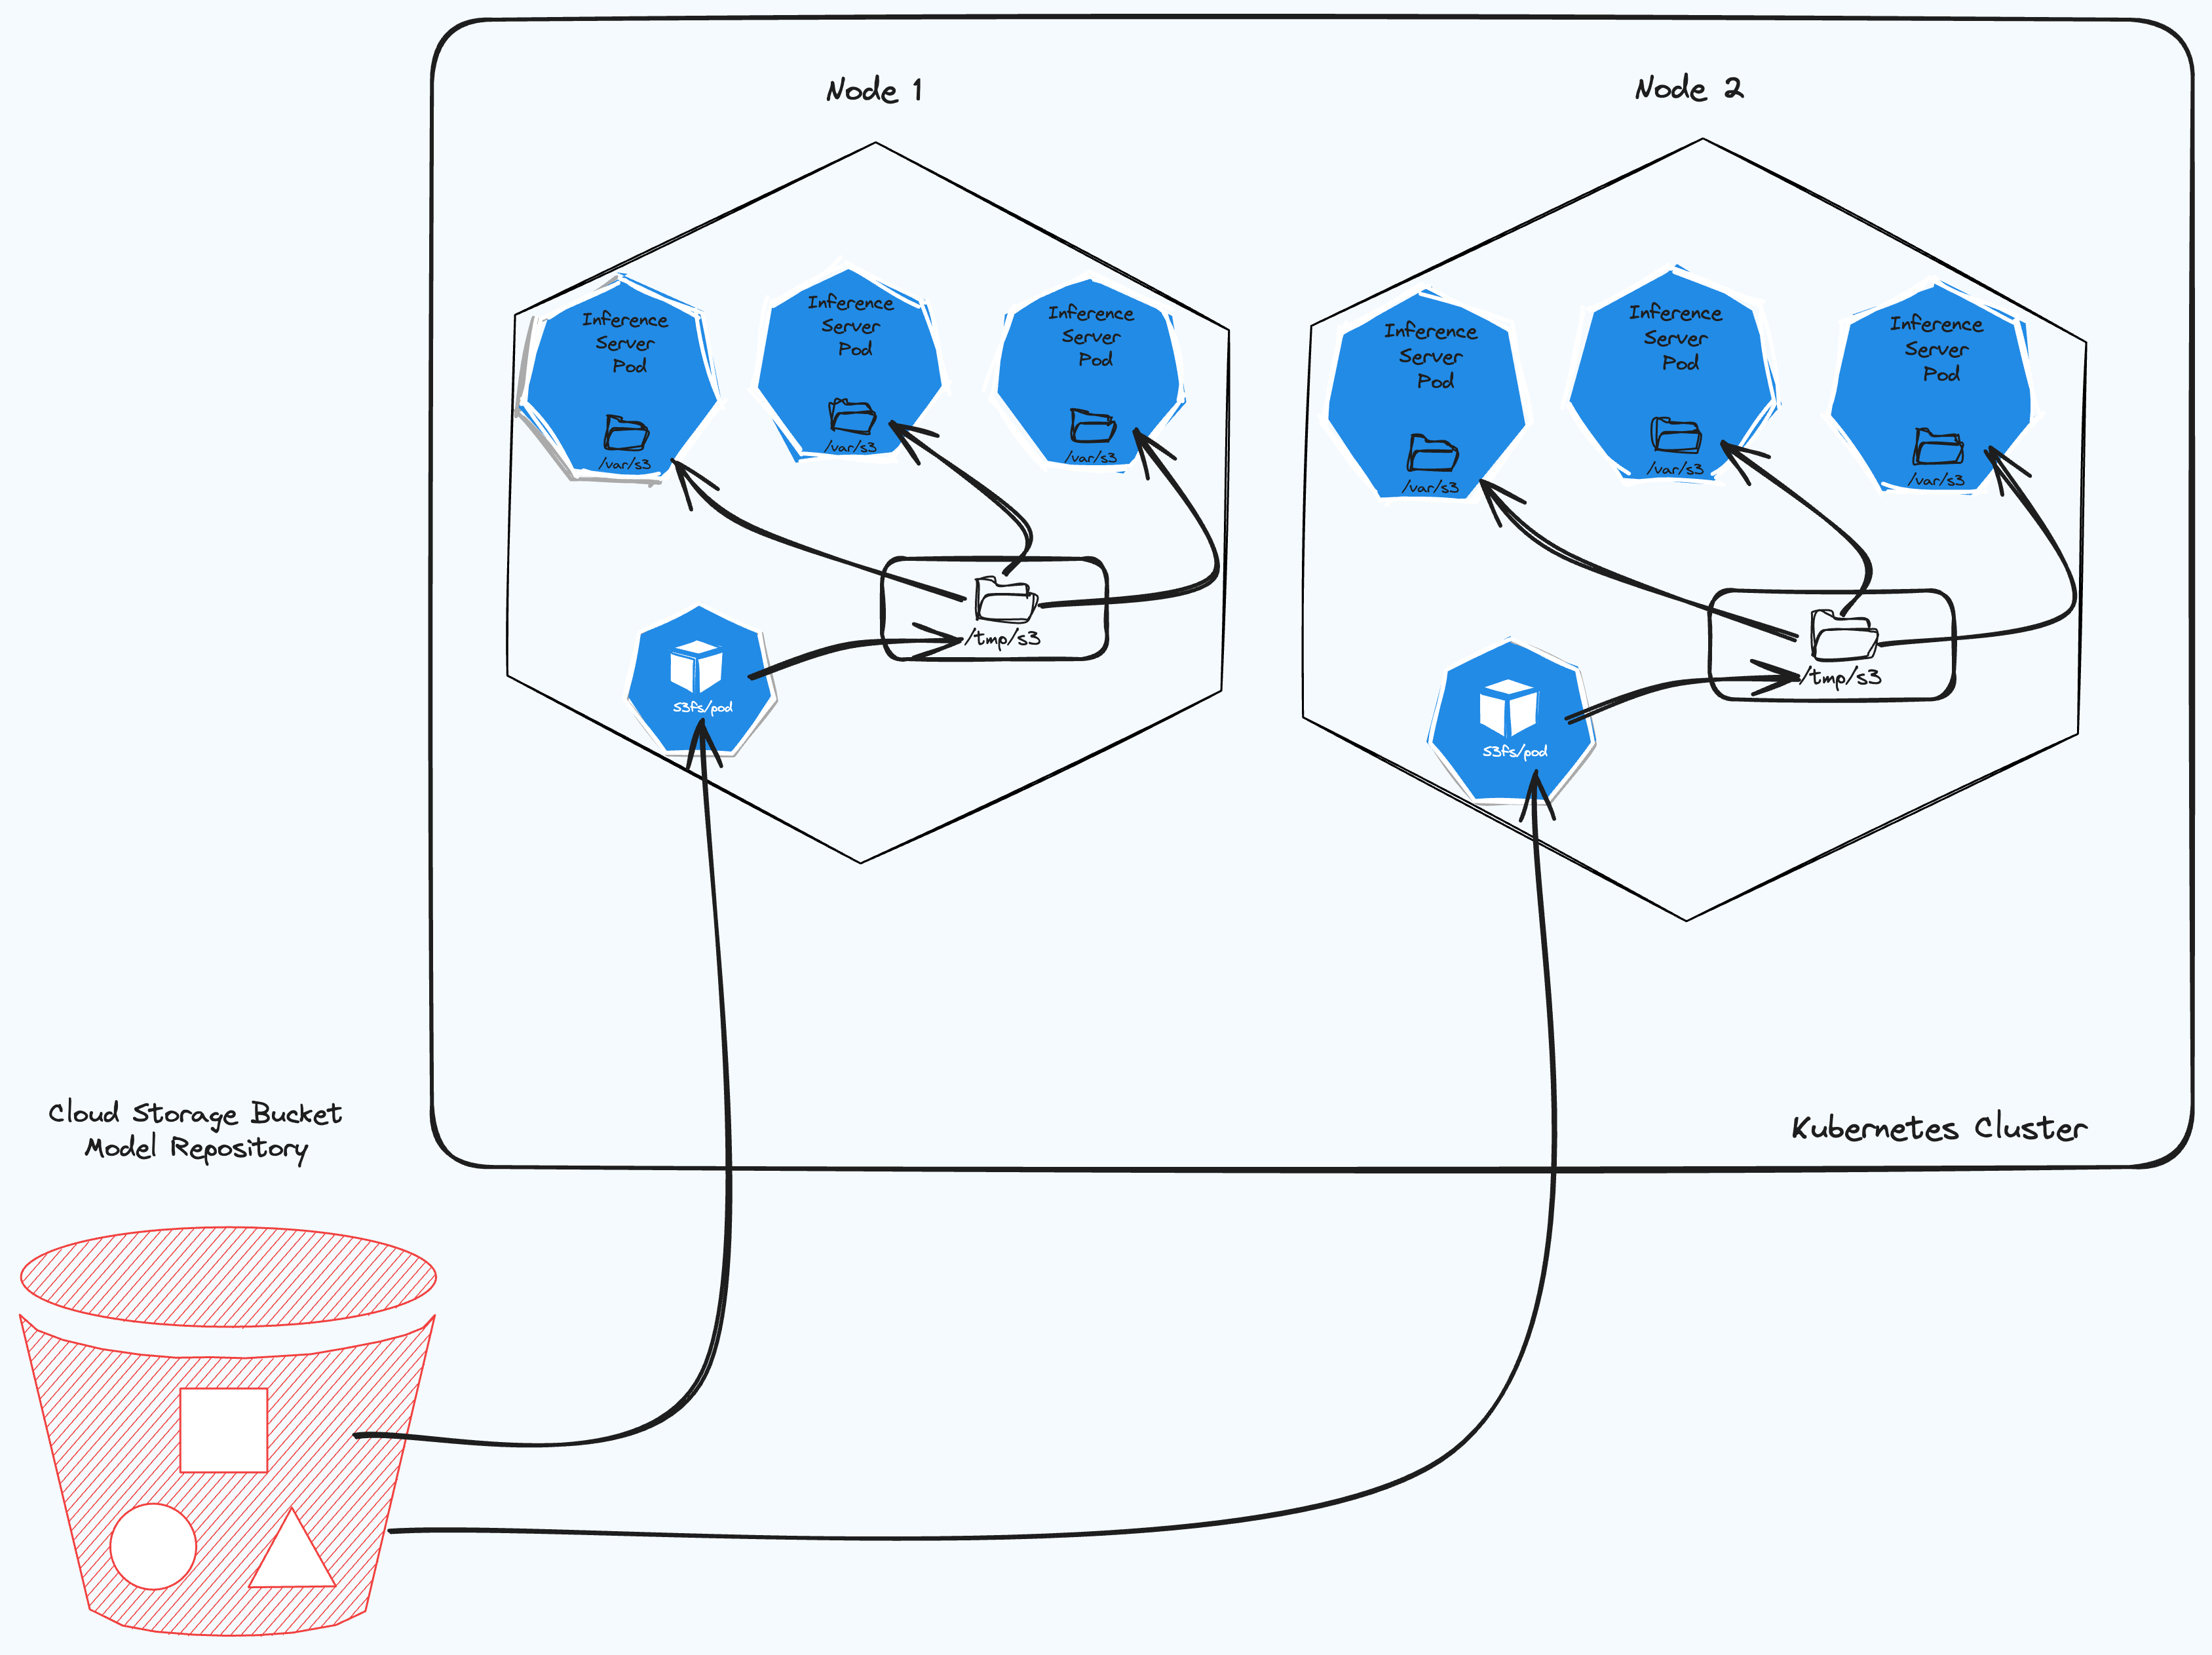 Node 1
Node 2
Inference
Server
Pod
/var/s3
Inference
Server
Pod
/var/s3
Inference
Server
Pod
/var/s3
/tmp/s3
s3fs/pod
Inference
Server
Pod
/var/s3
Inference
Server
Pod
/var/s3
Inference
Server
Pod
/var/s3
/tmp/s3
s3fs/pod
Cloud Storage Bucket
Model Repository
Kubernetes Cluster